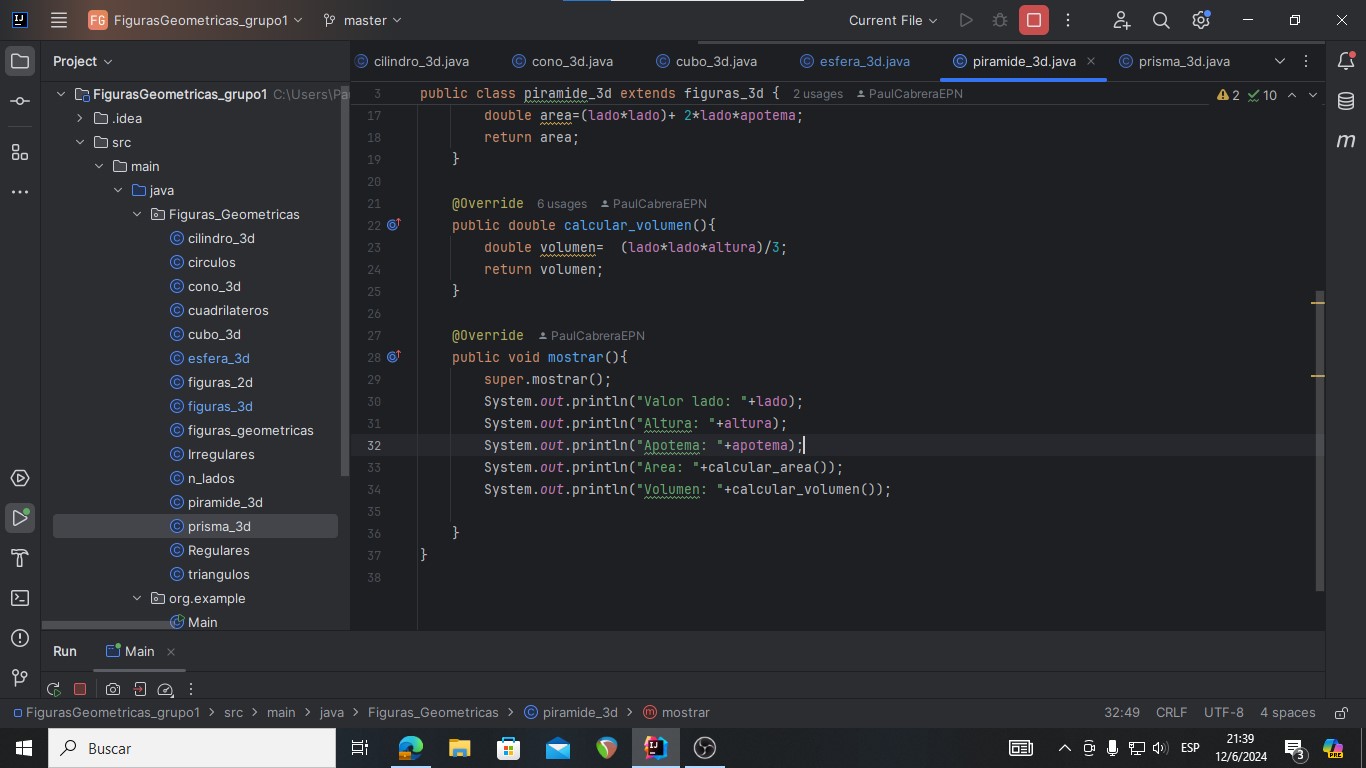 FG FigurasGeometricas_grupo1 master Current File
Project
cilindro_3d.java cono_3d.java cubo_3d.java esfera_3d.java piramide_3d.java prisma_3d.java
FigurasGeometricas_grupo1
.idea
src
main
java
Figuras_Geometricas
cilindro_3d
circulos
cono_3d
cuadrilateros
cubo_3d
esfera_3d
figuras_2d
figuras_3d
figuras_geometricas
Irregulares
n_lados
piramide_3d
prisma_3d
Regulares
triangulos
org.example
Main
3 public class piramide_3d extends figuras_3d { 2 usages PaulCabreraEPN 2 10
17 double area=(lado*lado)+ 2*lado*apotema;
18 return area;
19 }
20
21 @Override 6 usages PaulCabreraEPN
22 public double calcular_volumen(){
23 double volumen= (lado*lado*altura)/3;
24 return volumen;
25 }
26
27 @Override PaulCabreraEPN
28 public void mostrar(){
29 super.mostrar();
30 System.out.println("Valor lado: "+lado);
31 System.out.println("Altura: "+altura);
32 System.out.println("Apotema: "+apotema);
33 System.out.println("Area: "+calcular_area());
34 System.out.println("Volumen: "+calcular_volumen());
35
36 }
37 }
38
m
Run Main
FigurasGeometricas_grupo1 > src > main > java > Figuras_Geometricas > piramide_3d > mostrar 32:49 CRLF UTF-8 4 spaces
Buscar ESP 21:39
12/6/2024 3